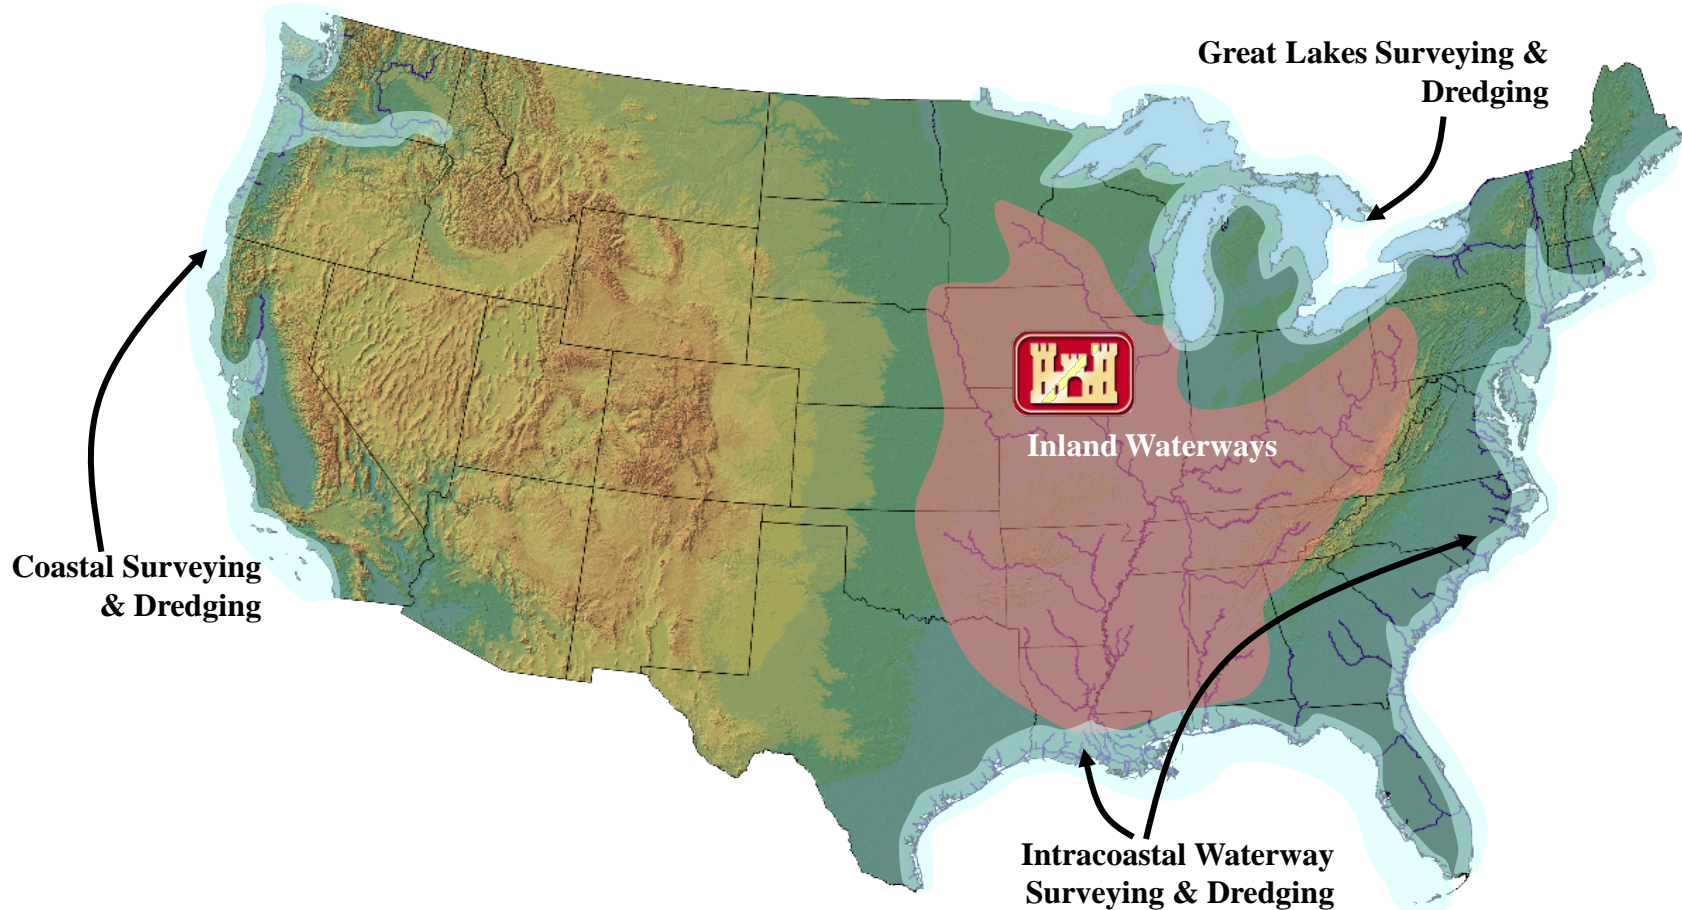 Great Lakes Surveying &
Dredging
Inland Waterways
Coastal Surveying
& Dredging
Intracoastal Waterway
Surveying & Dredging